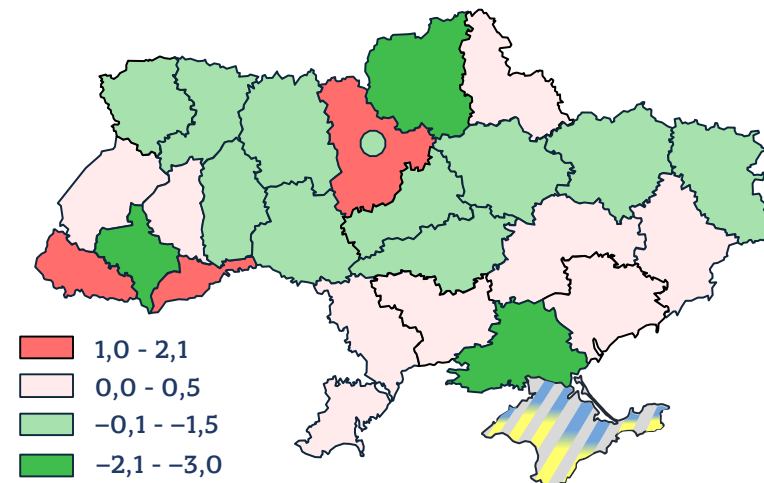 1,0 - 2,1
0,0 - 0,5
–0,1 - –1,5
–2,1 - –3,0